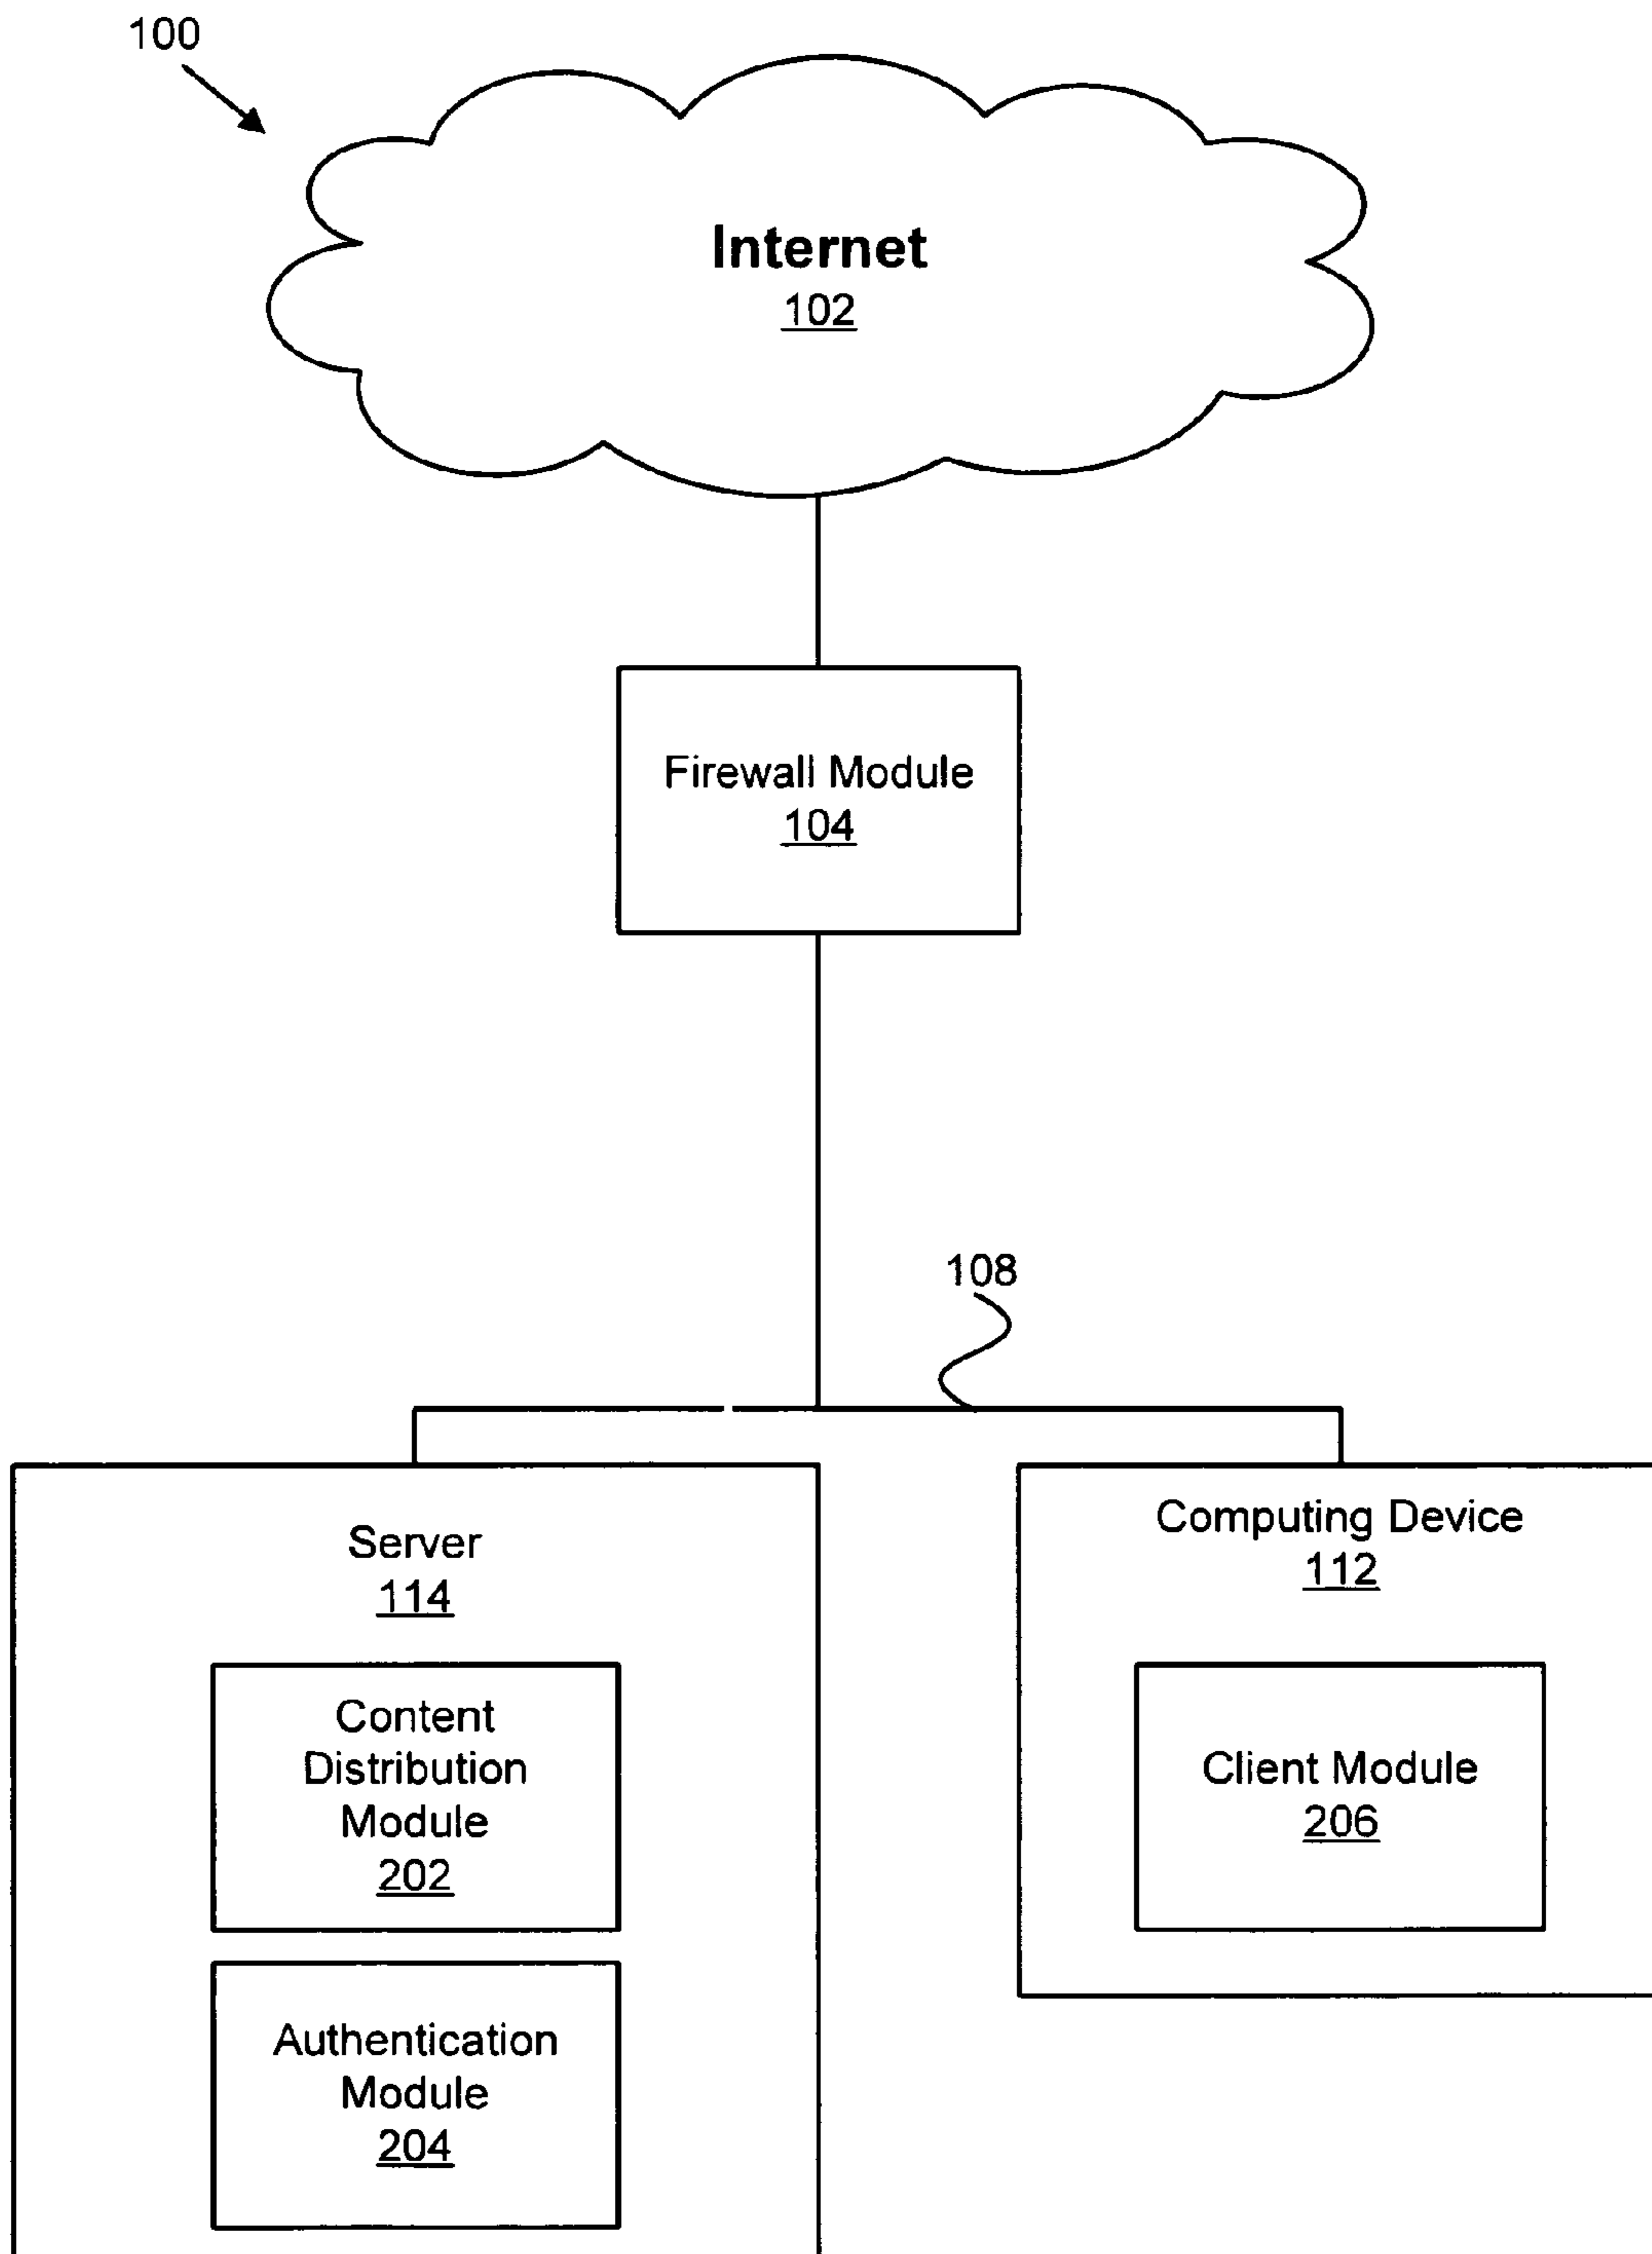 100
Internet
102
Firewall Module
104
108
Server
114
Content
Distribution
Module
202
Authentication
Module
204
Computing Device
112
Client Module
206